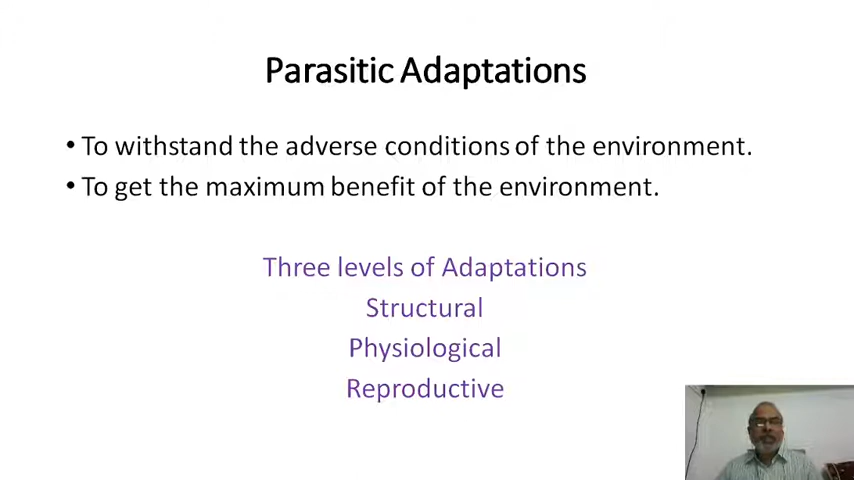 Parasitic Adaptations
• To withstand the adverse conditions of the environment.
• To get the maximum benefit of the environment.
Three levels of Adaptations
Structural
Physiological
Reproductive